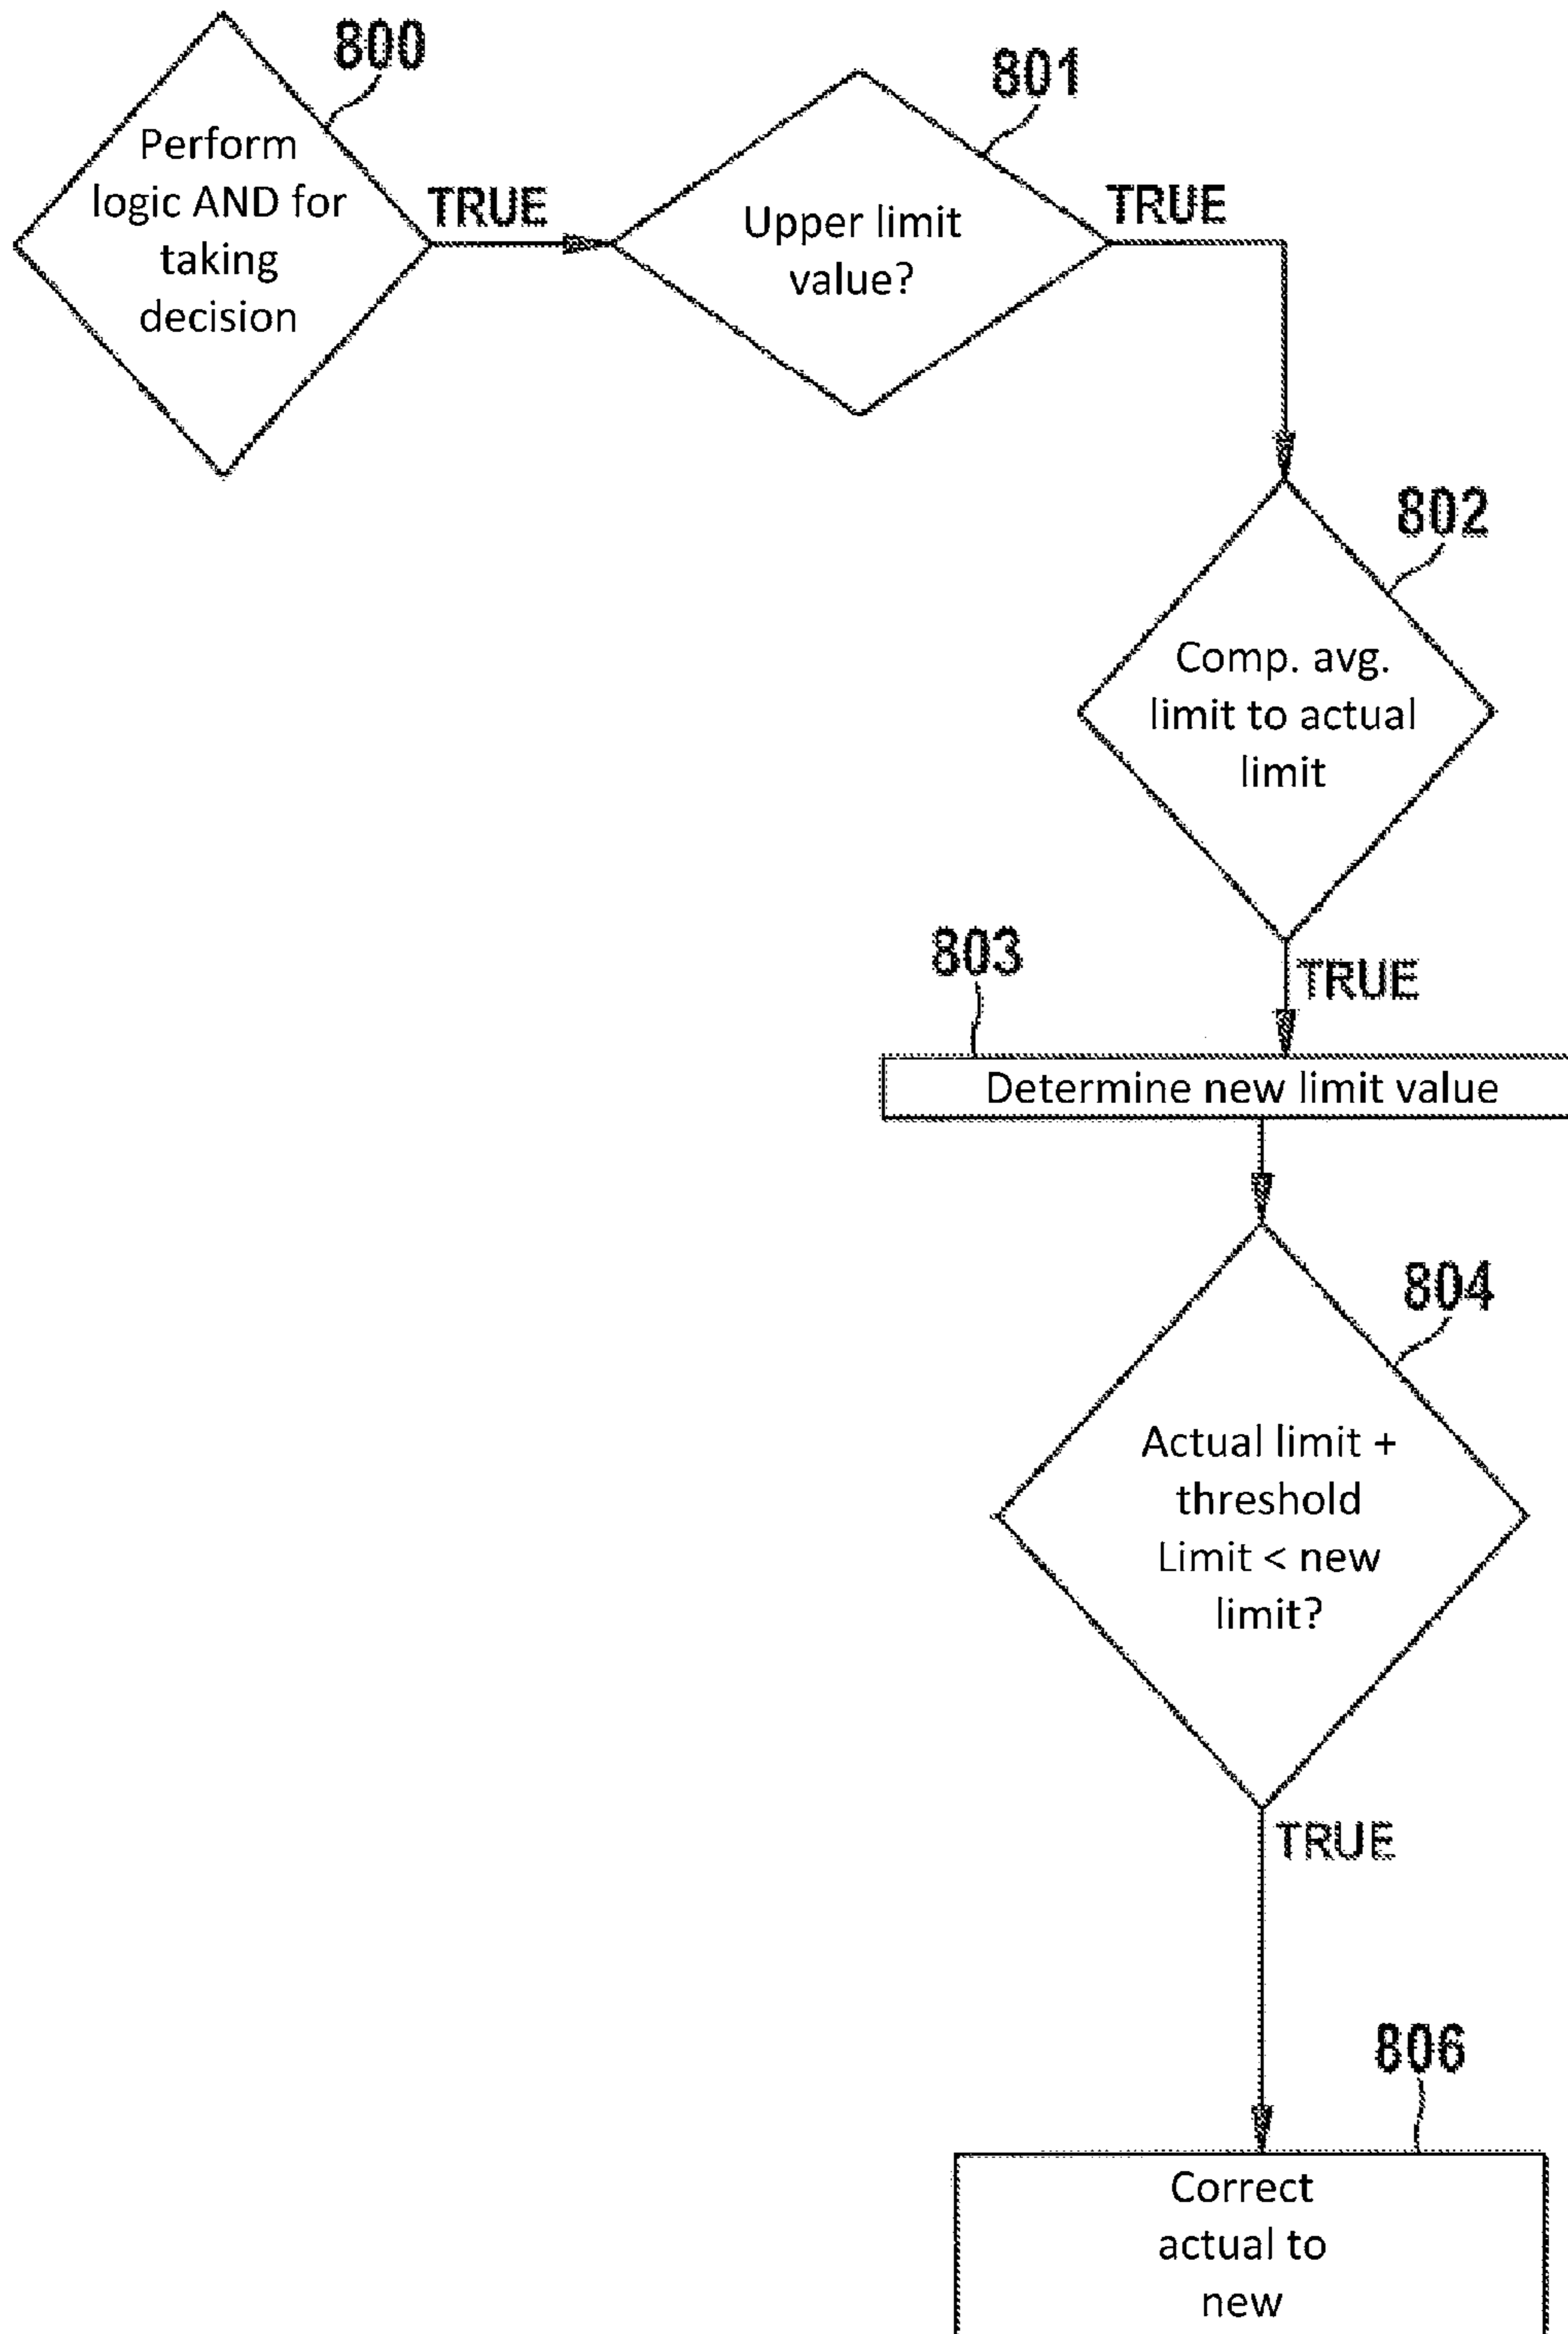 800
Perform
logic AND for
taking
decision
TRUE
801
Upper limit
value?
TRUE
802
Comp. avg.
limit to actual
limit
TRUE
803
Determine new limit value
804
Actual limit +
threshold
Limit < new
limit?
TRUE
806
Correct
actual to
new